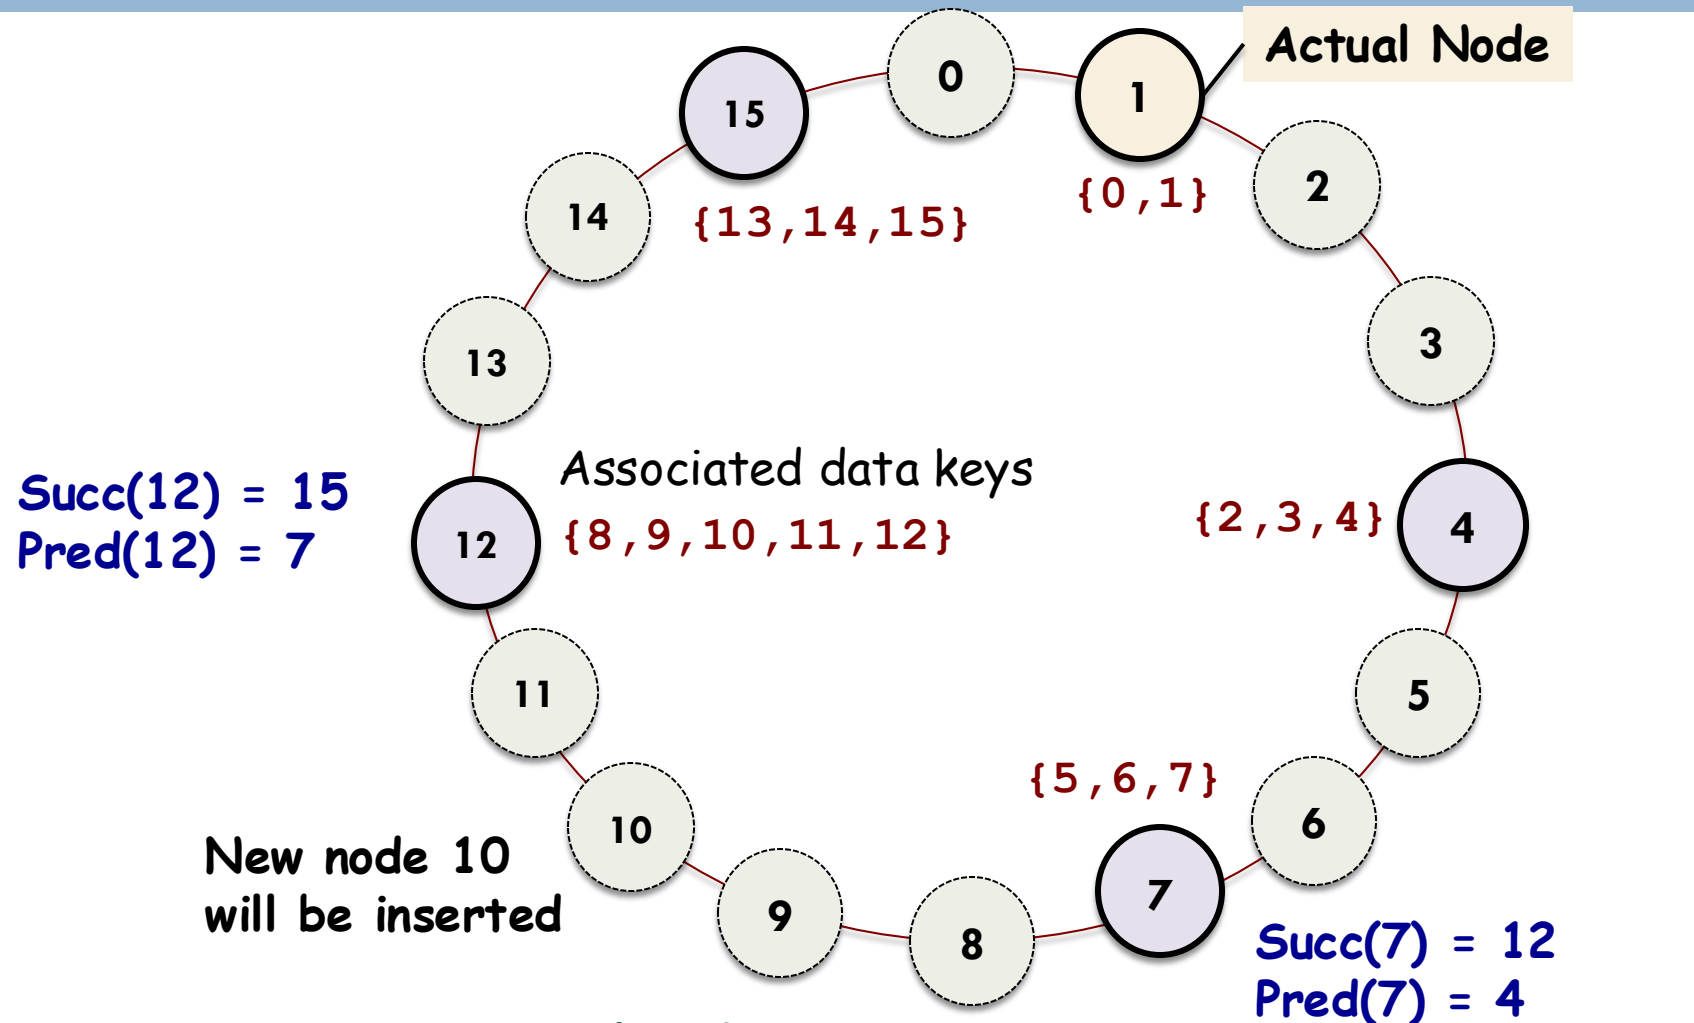 Actual Node
0
1
15
{0,1}
2
14
{13,14,15}
3
13
Associated data keys
Succ(12) = 15
Pred(12) = 7
12
{8,9,10,11,12}
{2,3,4}
4
11
5
{5,6,7}
6
10
New node 10
will be inserted
7
9
8
Succ(7) = 12
Pred(7) = 4